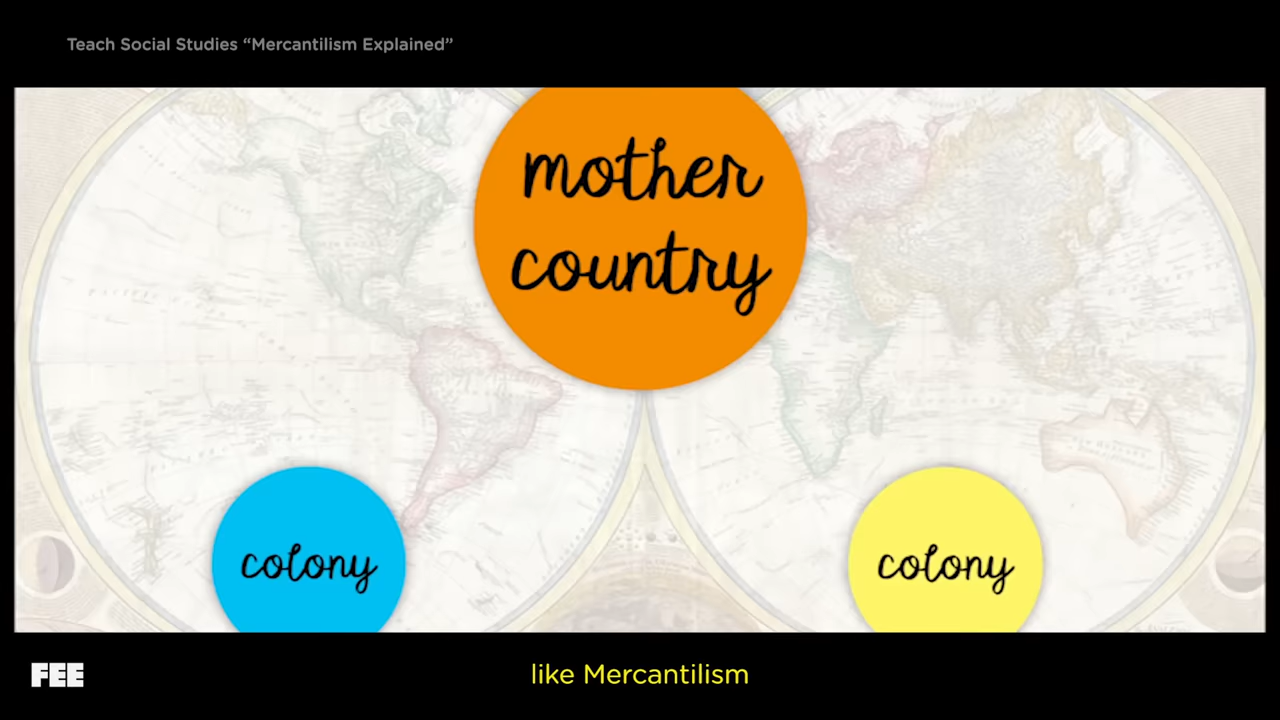 Teach Social Studies “Mercantilism Explained”
mother
country
colony
colony
FEE
like Mercantilism